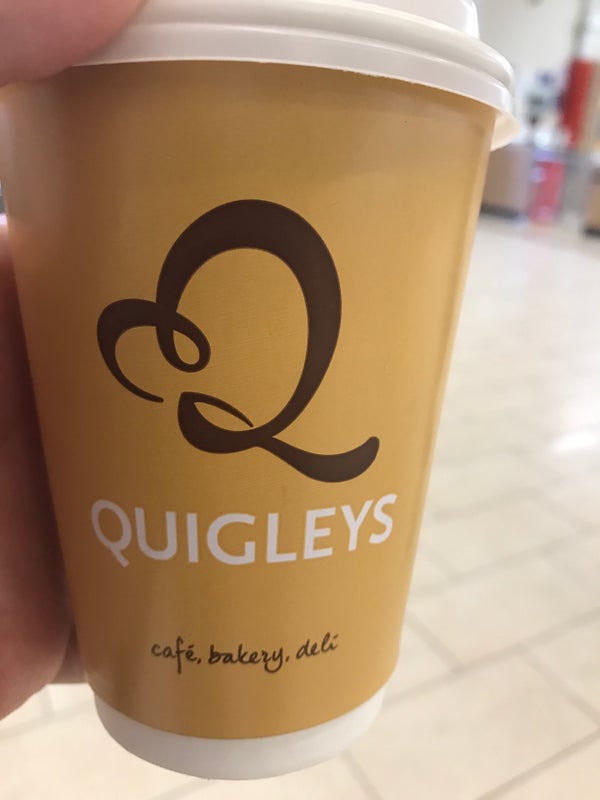 Q
QUIGLEYS
café, bakery, deli